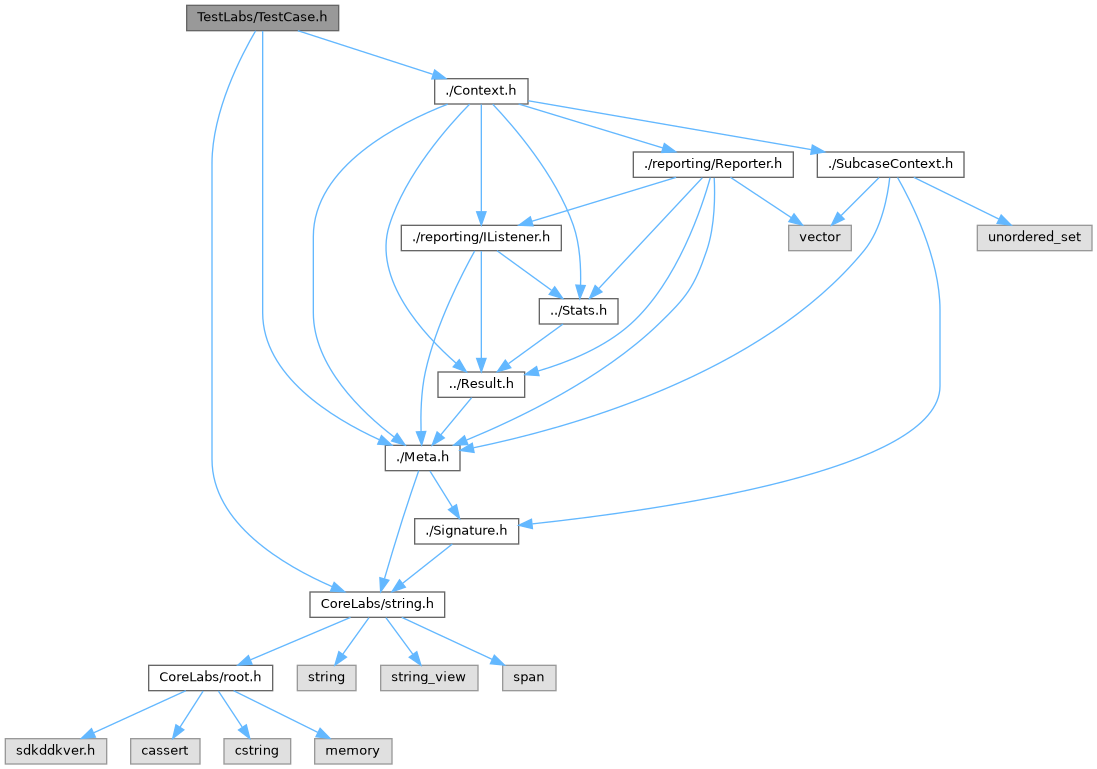 TestLabs/TestCase.h
./Context.h
./reporting/Reporter.h
./SubcaseContext.h
./reporting/IListener.h
vector
unordered_set
../Stats.h
../Result.h
./Meta.h
./Signature.h
CoreLabs/string.h
CoreLabs/root.h
string
string_view
span
sdkddkver.h
cassert
cstring
memory